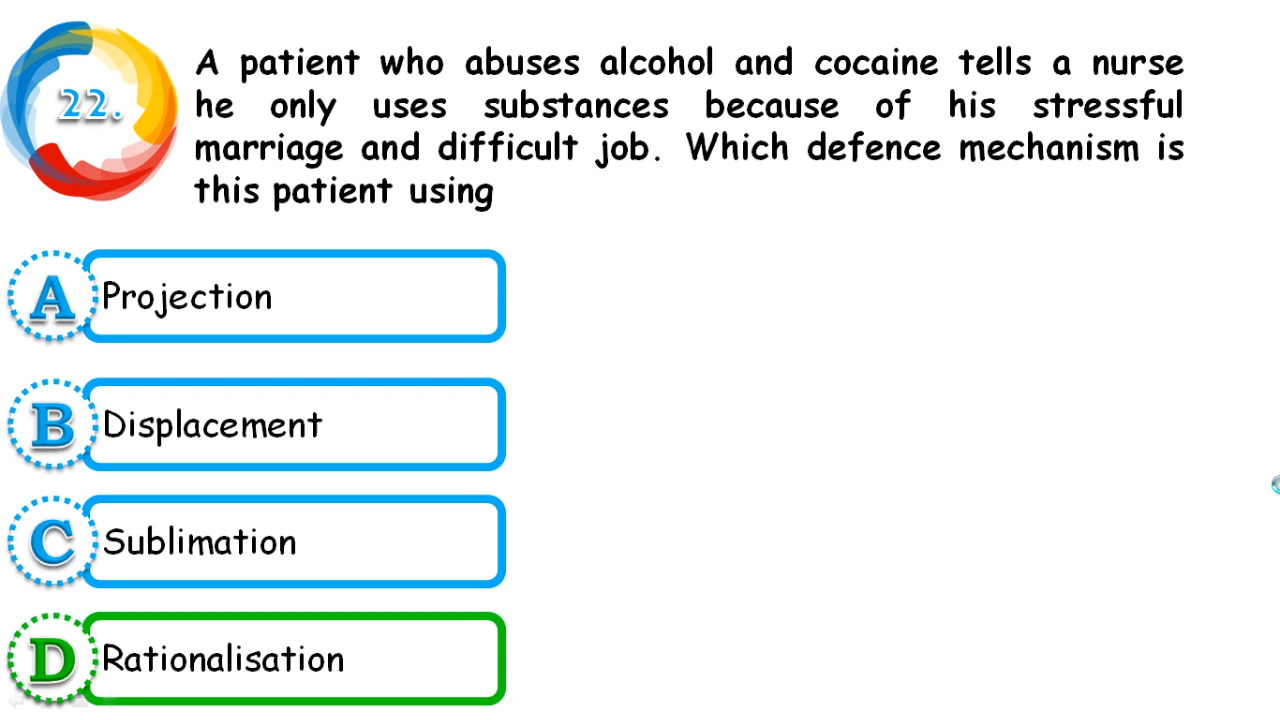 22.
A patient who abuses alcohol and cocaine tells a nurse
he only uses substances because of his stressful
marriage and difficult job. Which defence mechanism is
this patient using
A Projection
B Displacement
C Sublimation
D Rationalisation